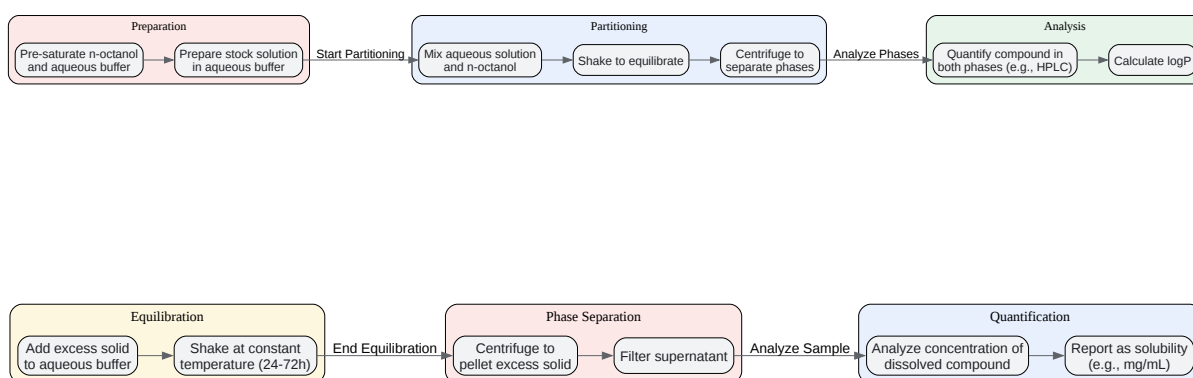 Preparation
Pre-saturate n-octanol
and aqueous buffer
Prepare stock solution
in aqueous buffer
Start Partitioning
Partitioning
Mix aqueous solution
and n-octanol
Shake to equilibrate
Centrifuge to
separate phases
Analyze Phases
Analysis
Quantify compound in
both phases (e.g., HPLC)
Calculate logP
Equilibration
Add excess solid
to aqueous buffer
Shake at constant
temperature (24-72h)
End Equilibration
Phase Separation
Centrifuge to
pellet excess solid
Filter supernatant
Analyze Sample
Quantification
Analyze concentration of
dissolved compound
Report as solubility
(e.g., mg/mL)